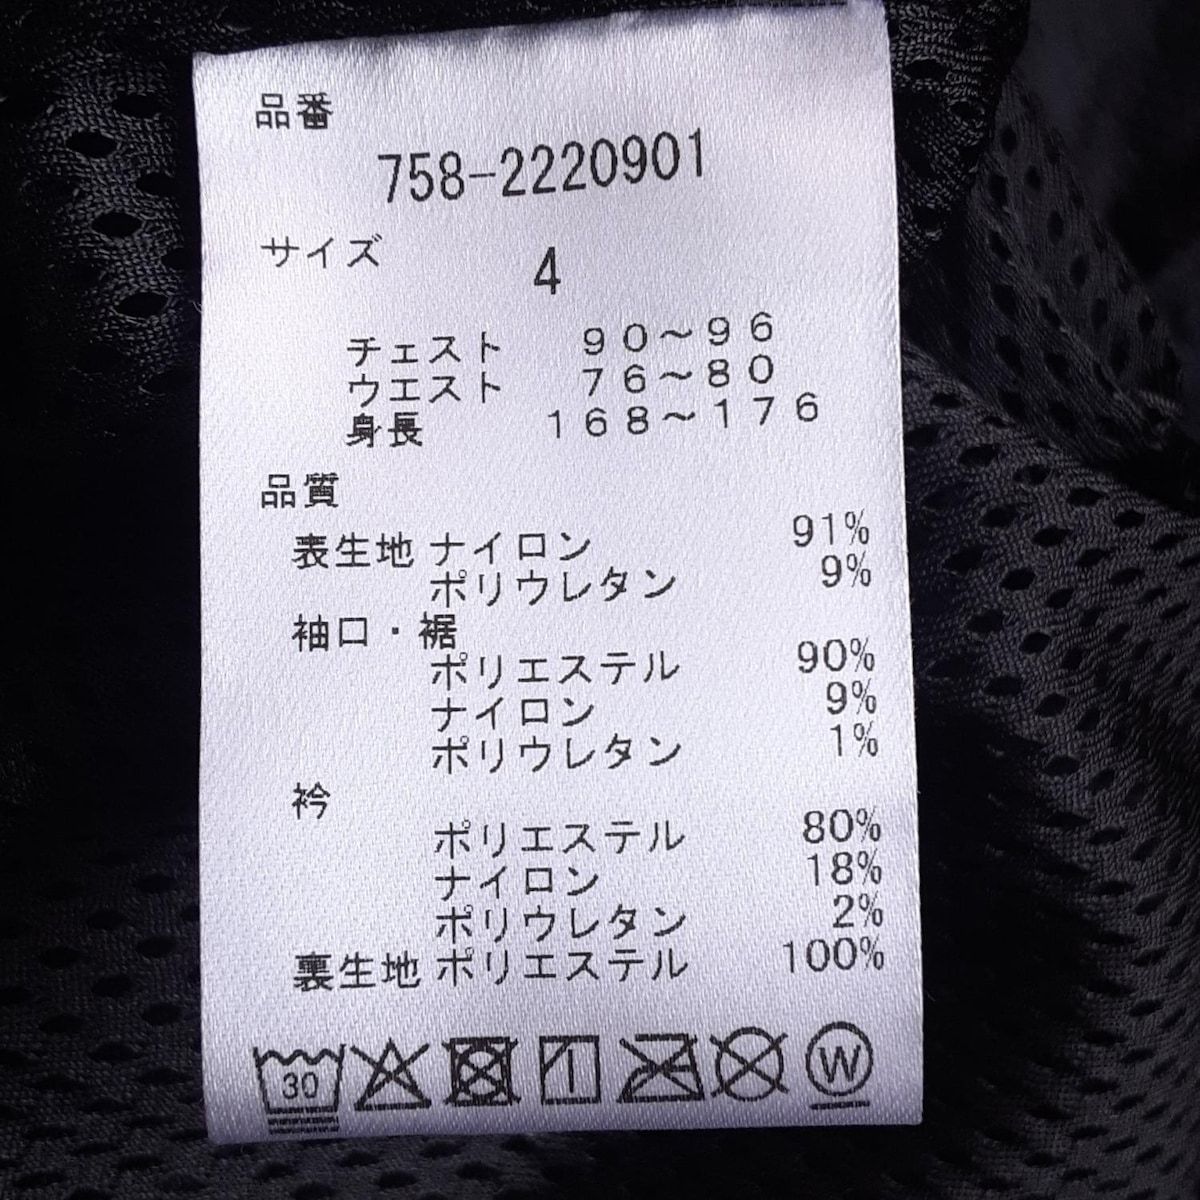 品番
758-2220901
サイズ 4
チェスト 90～96
ウエスト 76～80
身長 168～176
品質
表生地 ナイロン 91%
ポリウレタン 9%
袖口・裾
ポリエステル 90%
ナイロン 9%
ポリウレタン 1%
衿
ポリエステル 80%
ナイロン 18%
ポリウレタン 2%
裏生地 ポリエステル 100%
30 W